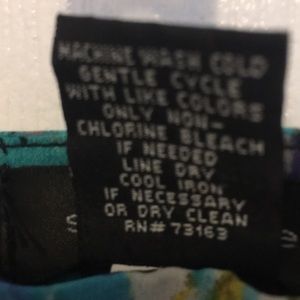 MACHINE WASH COLD
GENTLE CYCLE
WITH LIKE COLORS
ONLY NON-
CHLORINE BLEACH
IF NEEDED
LINE DRY
COOL IRON
IF NECESSARY
OR DRY CLEAN
RN# 73163